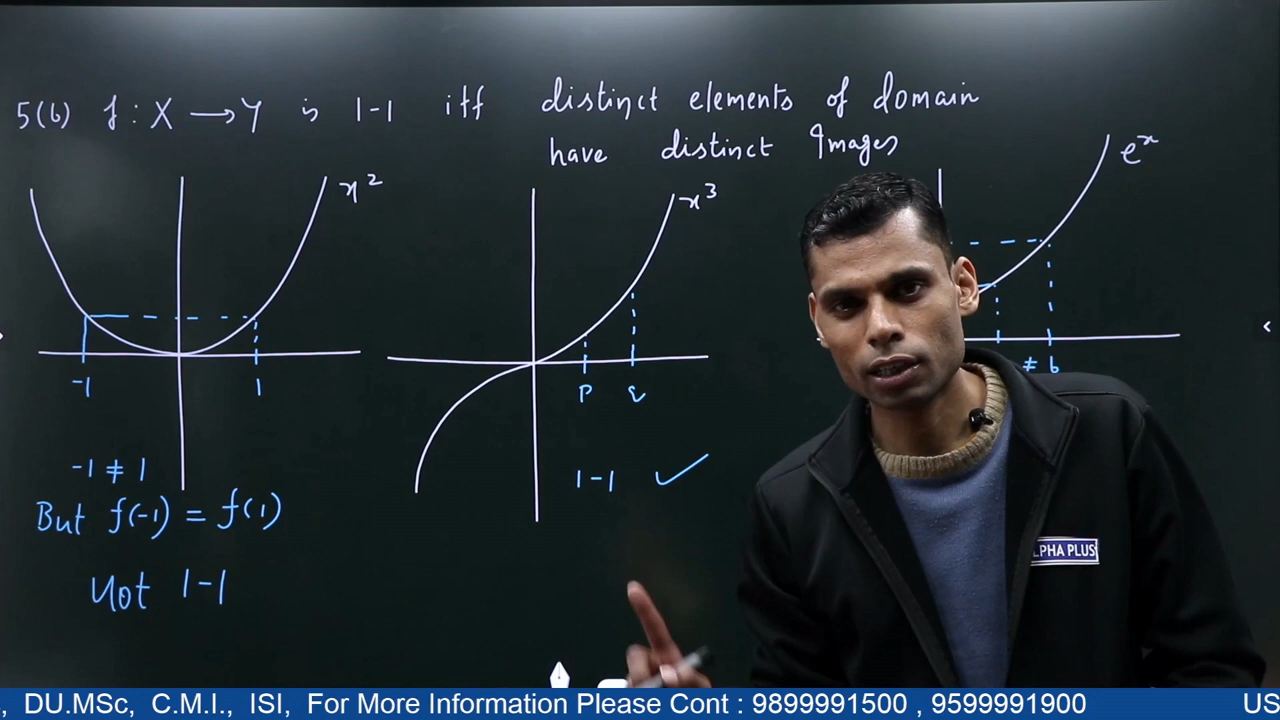 5(b) f : X → Y is 1-1 iff distinct elements of domain
have distinct Images
x²
x³
eˣ
-1 1
p q
≠ b
-1 ≠ 1
But f(-1) = f(1)
Not 1-1
1-1 ✓
LPHA PLUS
, DU.MSc, C.M.I., ISI, For More Information Please Cont : 9899991500 , 9599991900 US